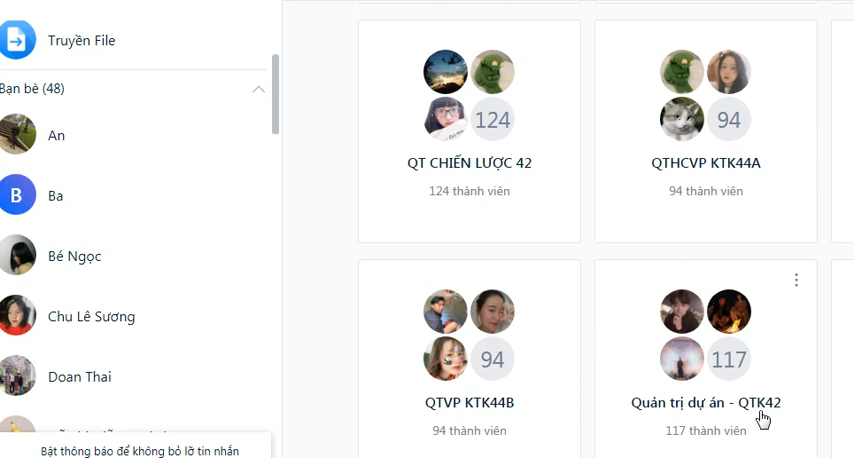 Truyền File
Bạn bè (48)
An
B
Ba
Bé Ngọc
Chu Lê Sương
Doan Thai
Bật thông báo để không bỏ lỡ tin nhắn
124
QT CHIẾN LƯỢC 42
124 thành viên
94
QTHCVP KTK44A
94 thành viên
94
QTVP KTK44B
94 thành viên
117
Quản trị dự án - QTK42
117 thành viên